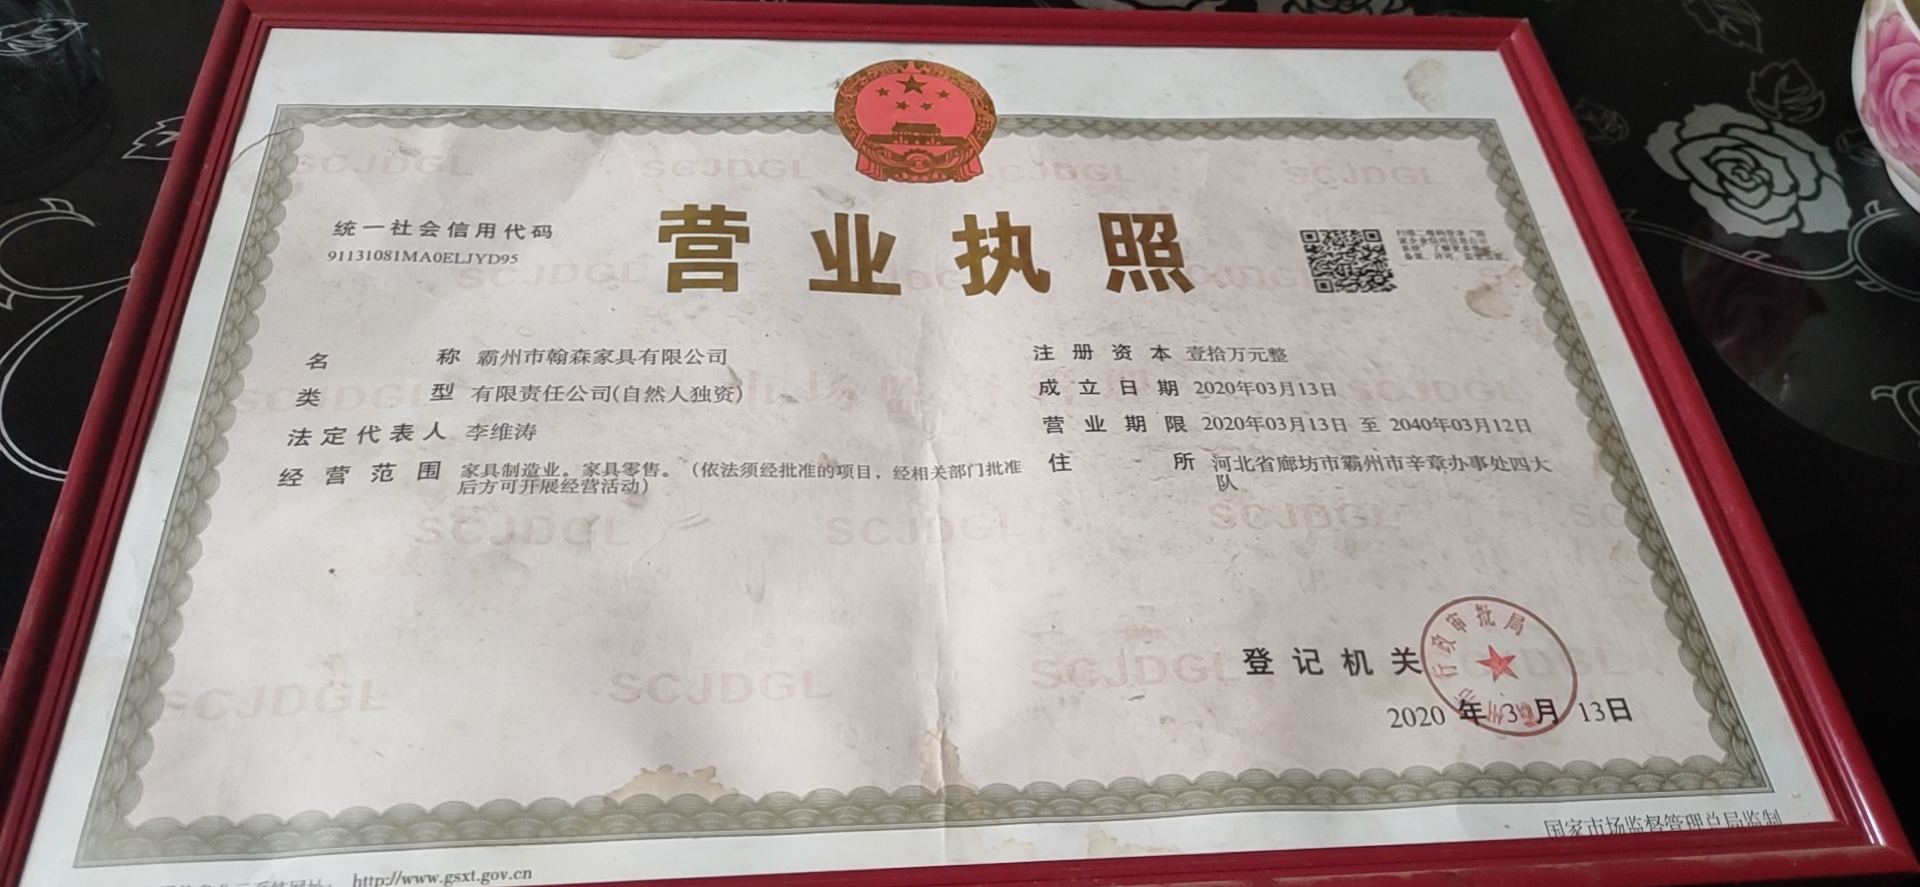 统一社会信用代码
91131081MA0ELJYD95
营业执照
名称 霸州市翰森家具有限公司
类型 有限责任公司(自然人独资)
法定代表人 李维涛
经营范围 家具制造业。家具零售。(依法须经批准的项目，经相关部门批准
后方可开展经营活动)
注册资本 壹拾万元整
成立日期 2020年03月13日
营业期限 2020年03月13日 至 2040年03月12日
住所 河北省廊坊市霸州市辛章办事处四大
队
登记机关
行政审批局
2020 年 3 月 13日
SCJDGL
http://www.gsxt.gov.cn
国家市场监督管理总局监制